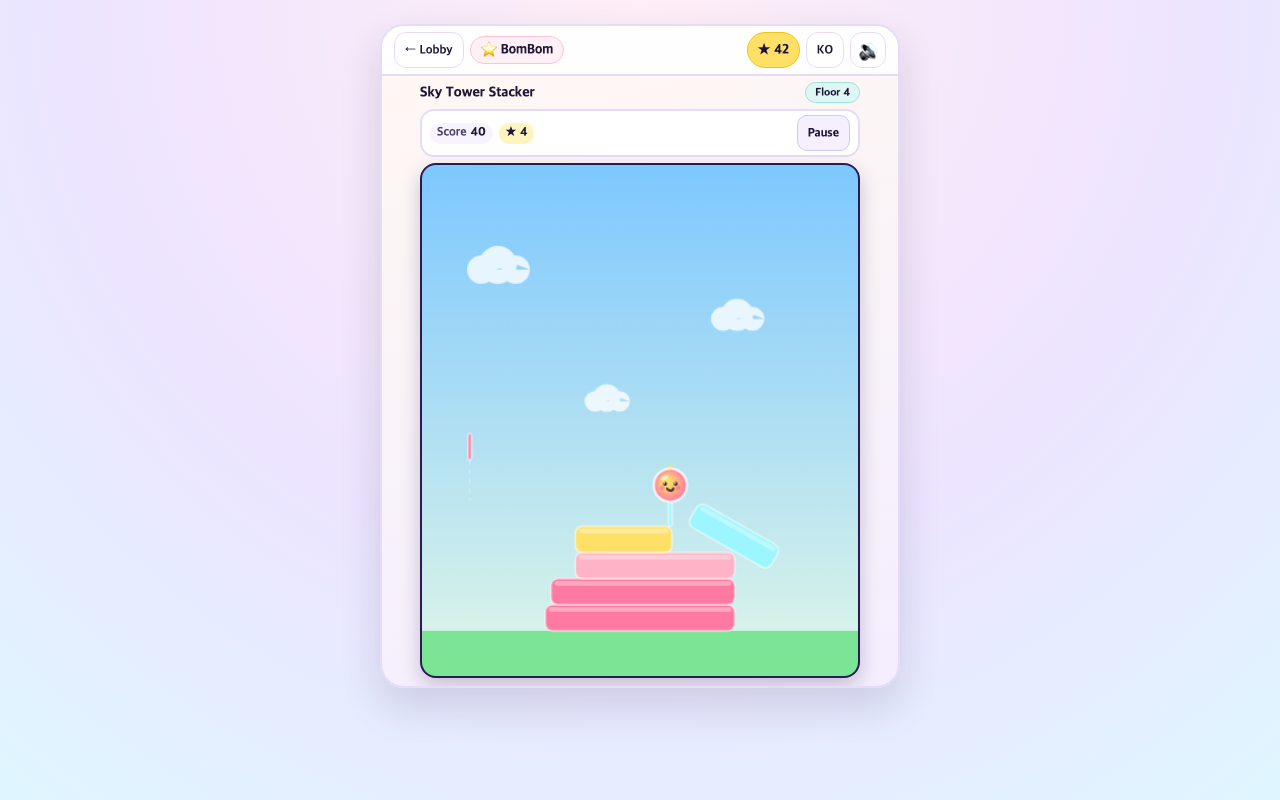 ← Lobby
⭐ BomBom
★ 42
KO
Sky Tower Stacker
Floor 4
Score 40
★ 4
Pause